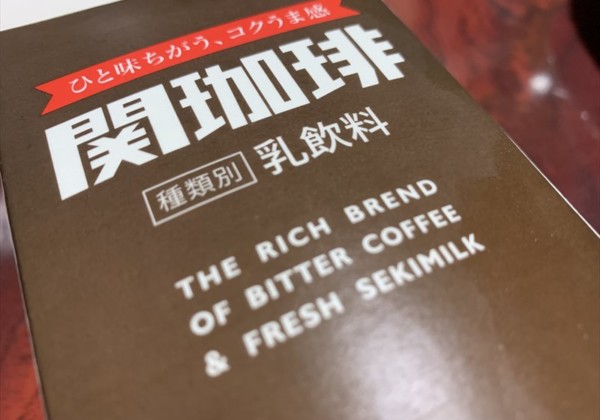 ひと味ちがう、コクうま感
関珈琲
種類別 乳飲料
THE RICH BREND
OF BITTER COFFEE
& FRESH SEKIMILK